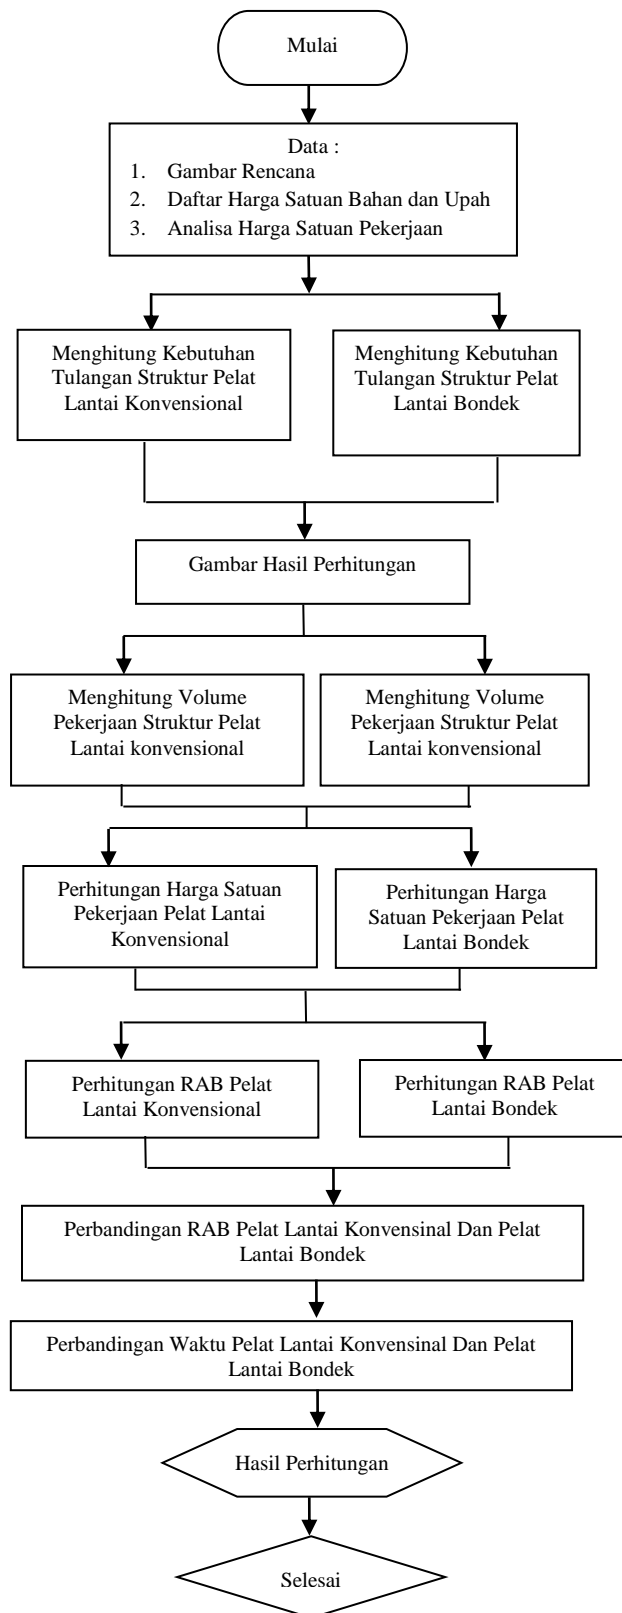 Mulai
Data :
1. Gambar Rencana
2. Daftar Harga Satuan Bahan dan Upah
3. Analisa Harga Satuan Pekerjaan
Menghitung Kebutuhan
Tulangan Struktur Pelat
Lantai Konvensional
Menghitung Kebutuhan
Tulangan Struktur Pelat
Lantai Bondek
Gambar Hasil Perhitungan
Menghitung Volume
Pekerjaan Struktur Pelat
Lantai konvensional
Menghitung Volume
Pekerjaan Struktur Pelat
Lantai konvensional
Perhitungan Harga Satuan
Pekerjaan Pelat Lantai
Konvensional
Perhitungan Harga
Satuan Pekerjaan Pelat
Lantai Bondek
Perhitungan RAB Pelat
Lantai Konvensional
Perhitungan RAB Pelat
Lantai Bondek
Perbandingan RAB Pelat Lantai Konvensinal Dan Pelat
Lantai Bondek
Perbandingan Waktu Pelat Lantai Konvensinal Dan Pelat
Lantai Bondek
Hasil Perhitungan
Selesai